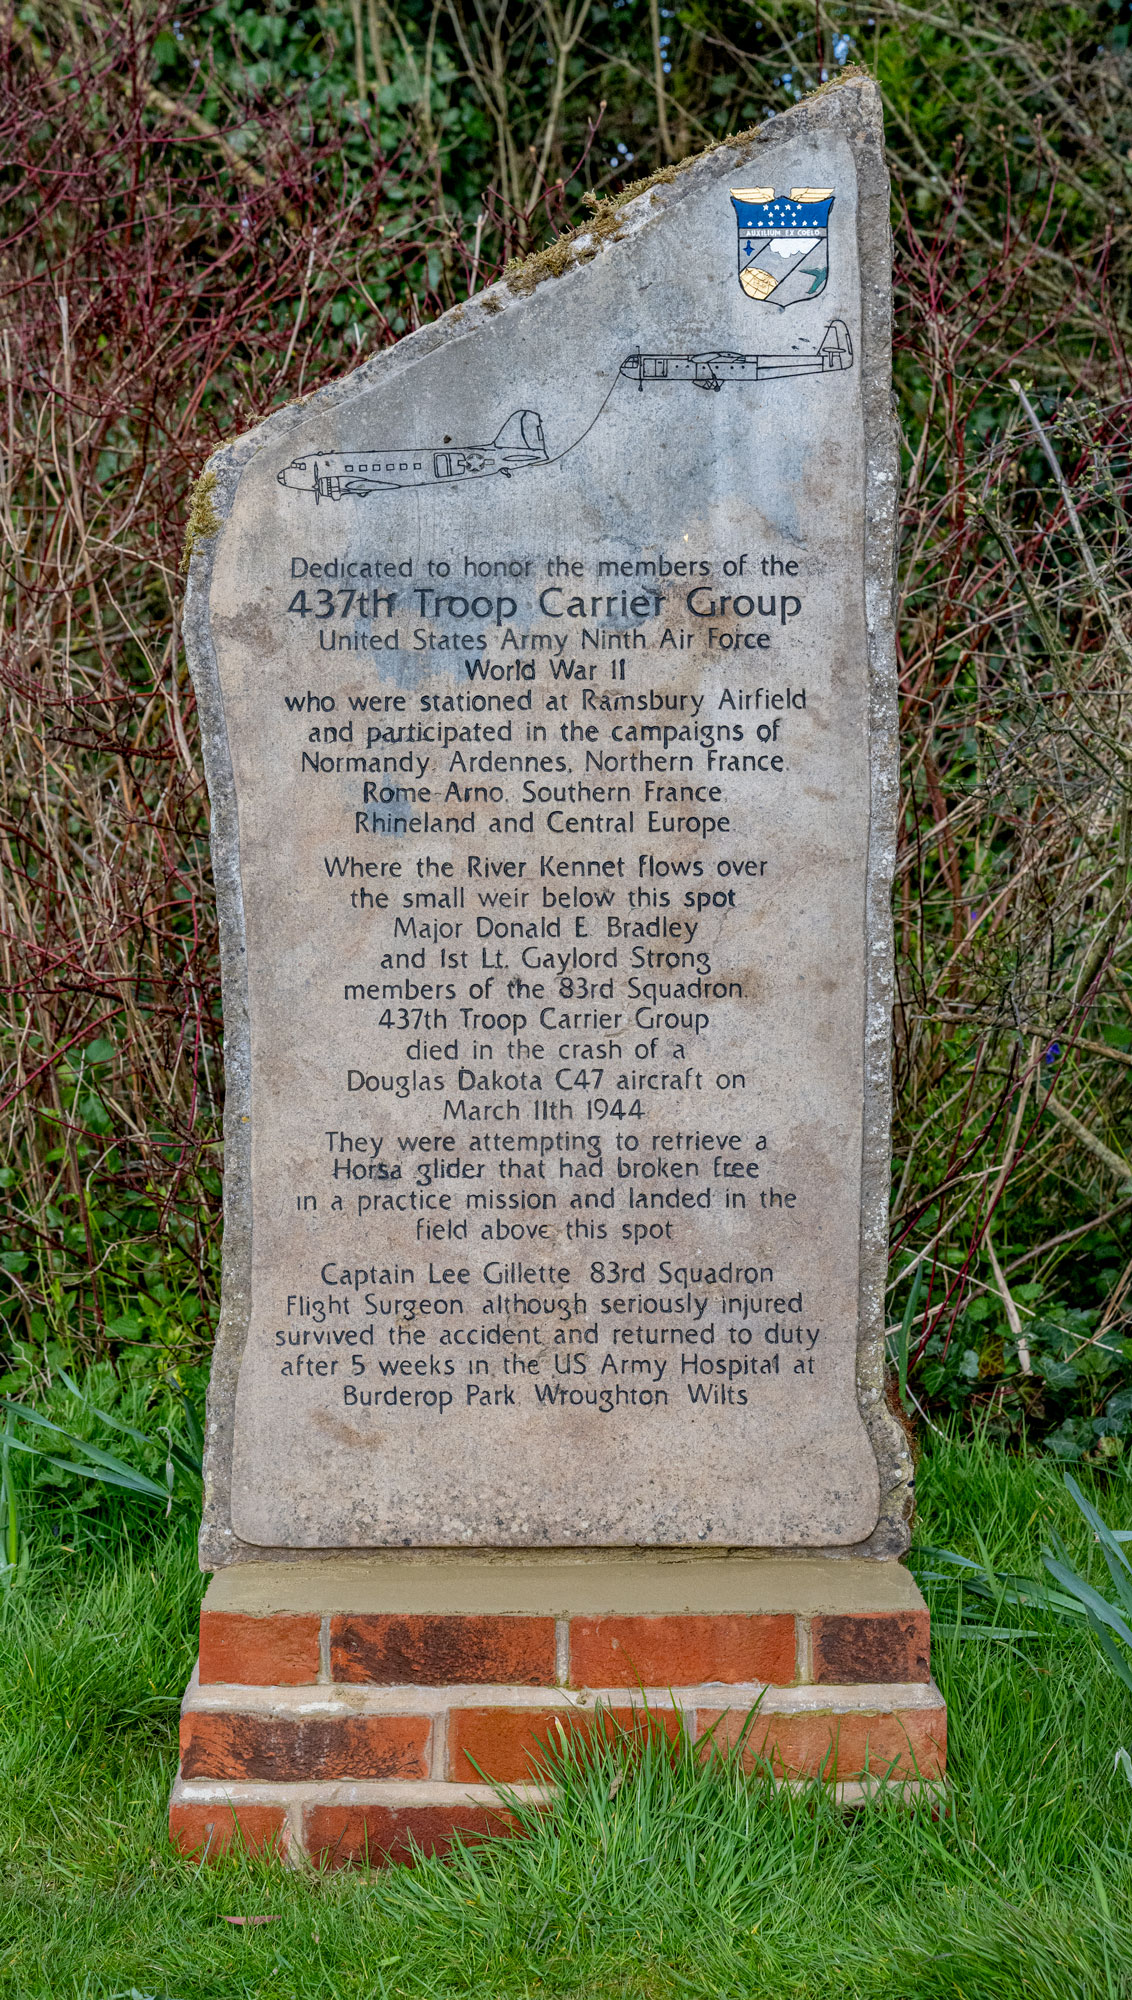 AUXILIUM EX COELO
Dedicated to honor the members of the
437th Troop Carrier Group
United States Army Ninth Air Force
World War II
who were stationed at Ramsbury Airfield
and participated in the campaigns of
Normandy, Ardennes, Northern France,
Rome-Arno, Southern France,
Rhineland and Central Europe
Where the River Kennet flows over
the small weir below this spot
Major Donald E. Bradley
and 1st Lt. Gaylord Strong
members of the 83rd Squadron,
437th Troop Carrier Group
died in the crash of a
Douglas Dakota C47 aircraft on
March 11th 1944
They were attempting to retrieve a
Horsa glider that had broken free
in a practice mission and landed in the
field above this spot
Captain Lee Gillette, 83rd Squadron
Flight Surgeon, although seriously injured
survived the accident and returned to duty
after 5 weeks in the US Army Hospital at
Burderop Park, Wroughton, Wilts